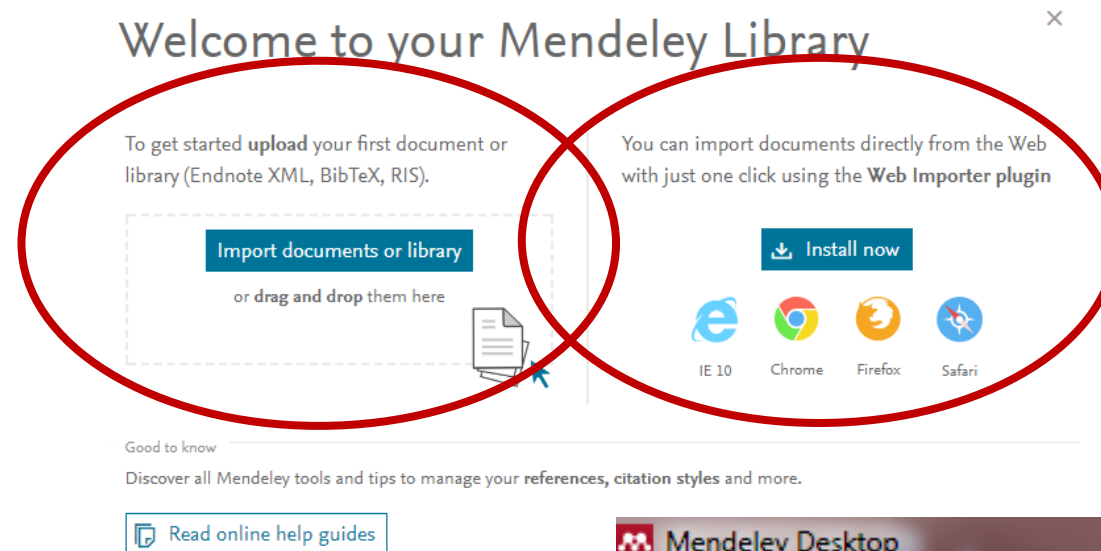 Welcome to your Mendeley Library
To get started upload your first document or
library (Endnote XML, BibTeX, RIS).
Import documents or library
or drag and drop them here
You can import documents directly from the Web
with just one click using the Web Importer plugin
Install now
IE 10
Chrome
Firefox
Safari
Good to know
Discover all Mendeley tools and tips to manage your references, citation styles and more.
Read online help guides
Mendeley Desktop